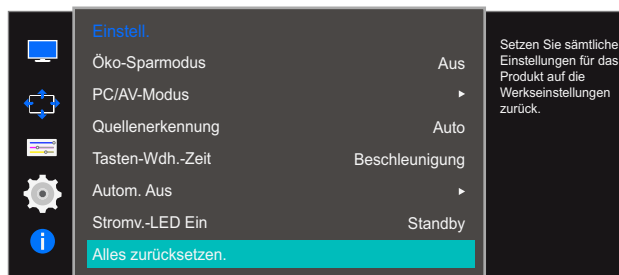 Einstell.
Öko-Sparmodus Aus
PC/AV-Modus
Quellenerkennung Auto
Tasten-Wdh.-Zeit Beschleunigung
Autom. Aus
Stromv.-LED Ein Standby
Alles zurücksetzen.
Setzen Sie sämtliche
Einstellungen für das
Produkt auf die
Werkseinstellungen
zurück.